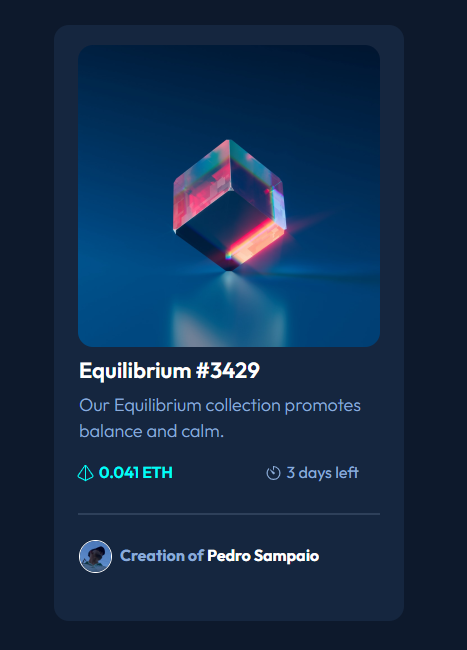 Equilibrium #3429
Our Equilibrium collection promotes
balance and calm.
0.041 ETH
3 days left
Creation of Pedro Sampaio